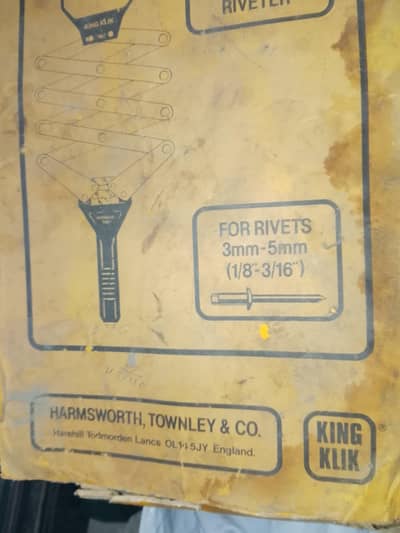 KING KLIK
RIVETER
FOR RIVETS
3mm-5mm
(1/8"-3/16")
HARMSWORTH, TOWNLEY & CO.
Harehill Todmorden Lancs OL14 5JY England.
KING
KLIK
®